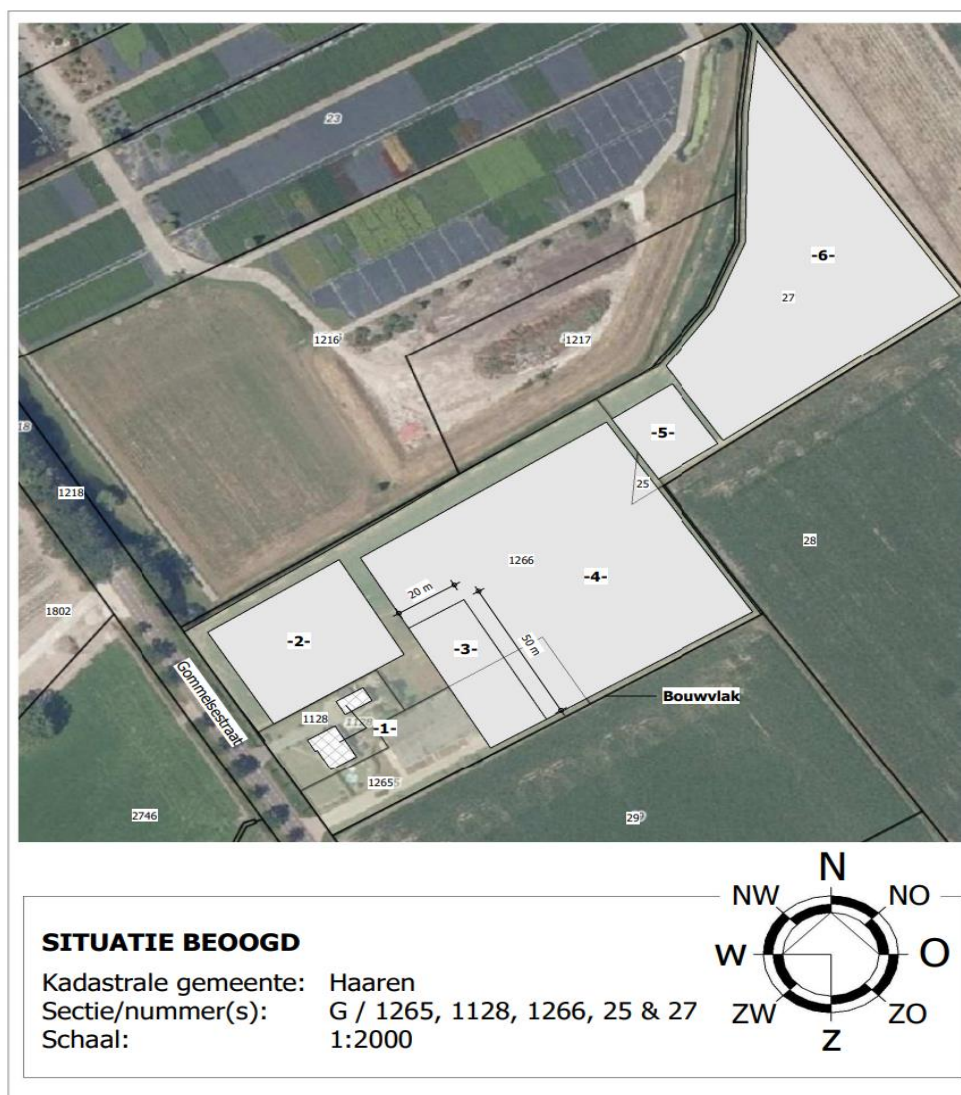 23
-6-
27
1216
1217
18
1218
-5-
25
28
1266
-4-
20 m
1802
-2-
-3-
50 m
Gommelsestraat
Bouwvlak
1128
-1-
1265
2746
29
N
NW
NO
W
O
ZW
ZO
Z
SITUATIE BEOOGD
Kadastrale gemeente: Haaren
Sectie/nummer(s): G / 1265, 1128, 1266, 25 & 27
Schaal: 1:2000